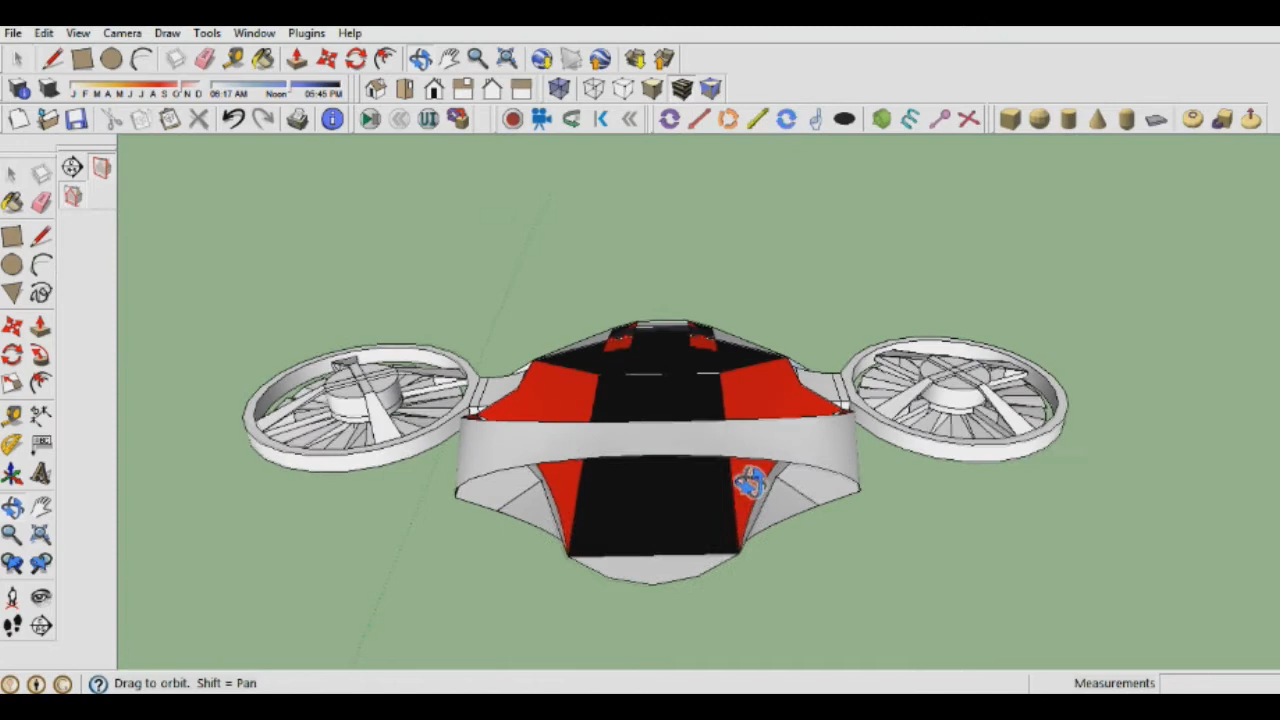 File Edit View Camera Draw Tools Window Plugins Help
J F M A M J J A S O N D 06:17 AM Noon 05:45 PM
UI
Drag to orbit. Shift = Pan Measurements